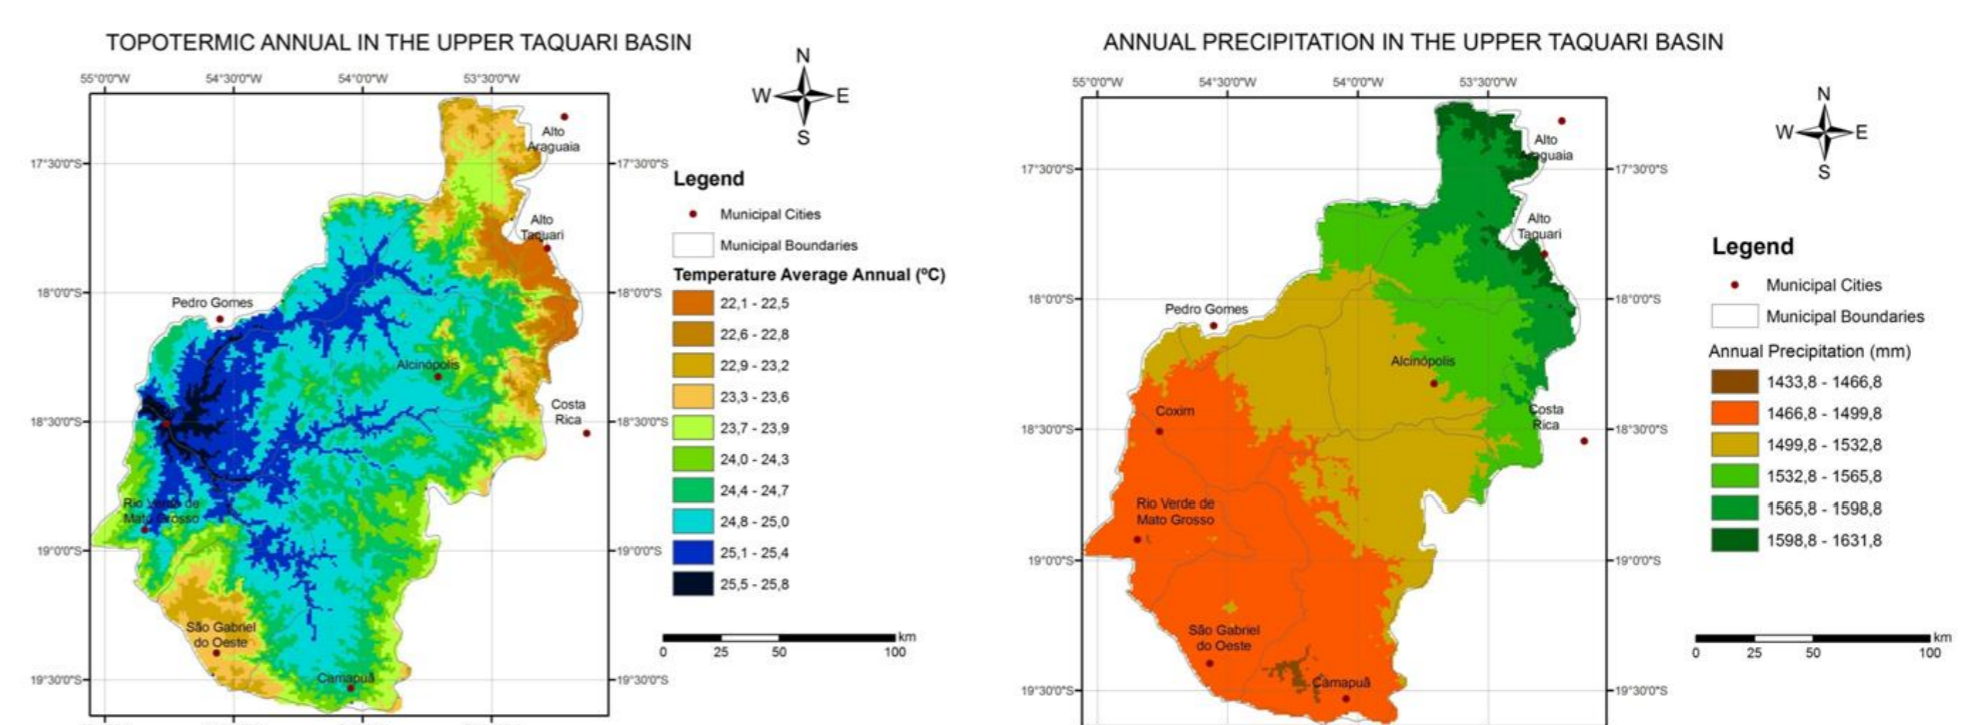 TOPOTERMIC ANNUAL IN THE UPPER TAQUARI BASIN
55°0'0"W 54°30'0"W 54°0'0"W 53°30'0"W
N
W E
S
Alto
Araguaia
17°30'0"S 17°30'0"S
Alto
Taquari
18°0'0"S 18°0'0"S
Pedro Gomes
Alcinópolis
Costa
Rica
18°30'0"S 18°30'0"S
Rio Verde de
Mato Grosso
19°0'0"S 19°0'0"S
São Gabriel
do Oeste
Camapuã
19°30'0"S 19°30'0"S
Legend
Municipal Cities
Municipal Boundaries
Temperature Average Annual (ºC)
22,1 - 22,5
22,6 - 22,8
22,9 - 23,2
23,3 - 23,6
23,7 - 23,9
24,0 - 24,3
24,4 - 24,7
24,8 - 25,0
25,1 - 25,4
25,5 - 25,8
km
0 25 50 100
ANNUAL PRECIPITATION IN THE UPPER TAQUARI BASIN
55°0'0"W 54°30'0"W 54°0'0"W 53°30'0"W
N
W E
S
Alto
Araguaia
17°30'0"S 17°30'0"S
Alto
Taquari
18°0'0"S 18°0'0"S
Pedro Gomes
Alcinópolis
Coxim
Costa
Rica
18°30'0"S 18°30'0"S
Rio Verde de
Mato Grosso
19°0'0"S 19°0'0"S
São Gabriel
do Oeste
Camapuã
19°30'0"S 19°30'0"S
Legend
Municipal Cities
Municipal Boundaries
Annual Precipitation (mm)
1433,8 - 1466,8
1466,8 - 1499,8
1499,8 - 1532,8
1532,8 - 1565,8
1565,8 - 1598,8
1598,8 - 1631,8
km
0 25 50 100